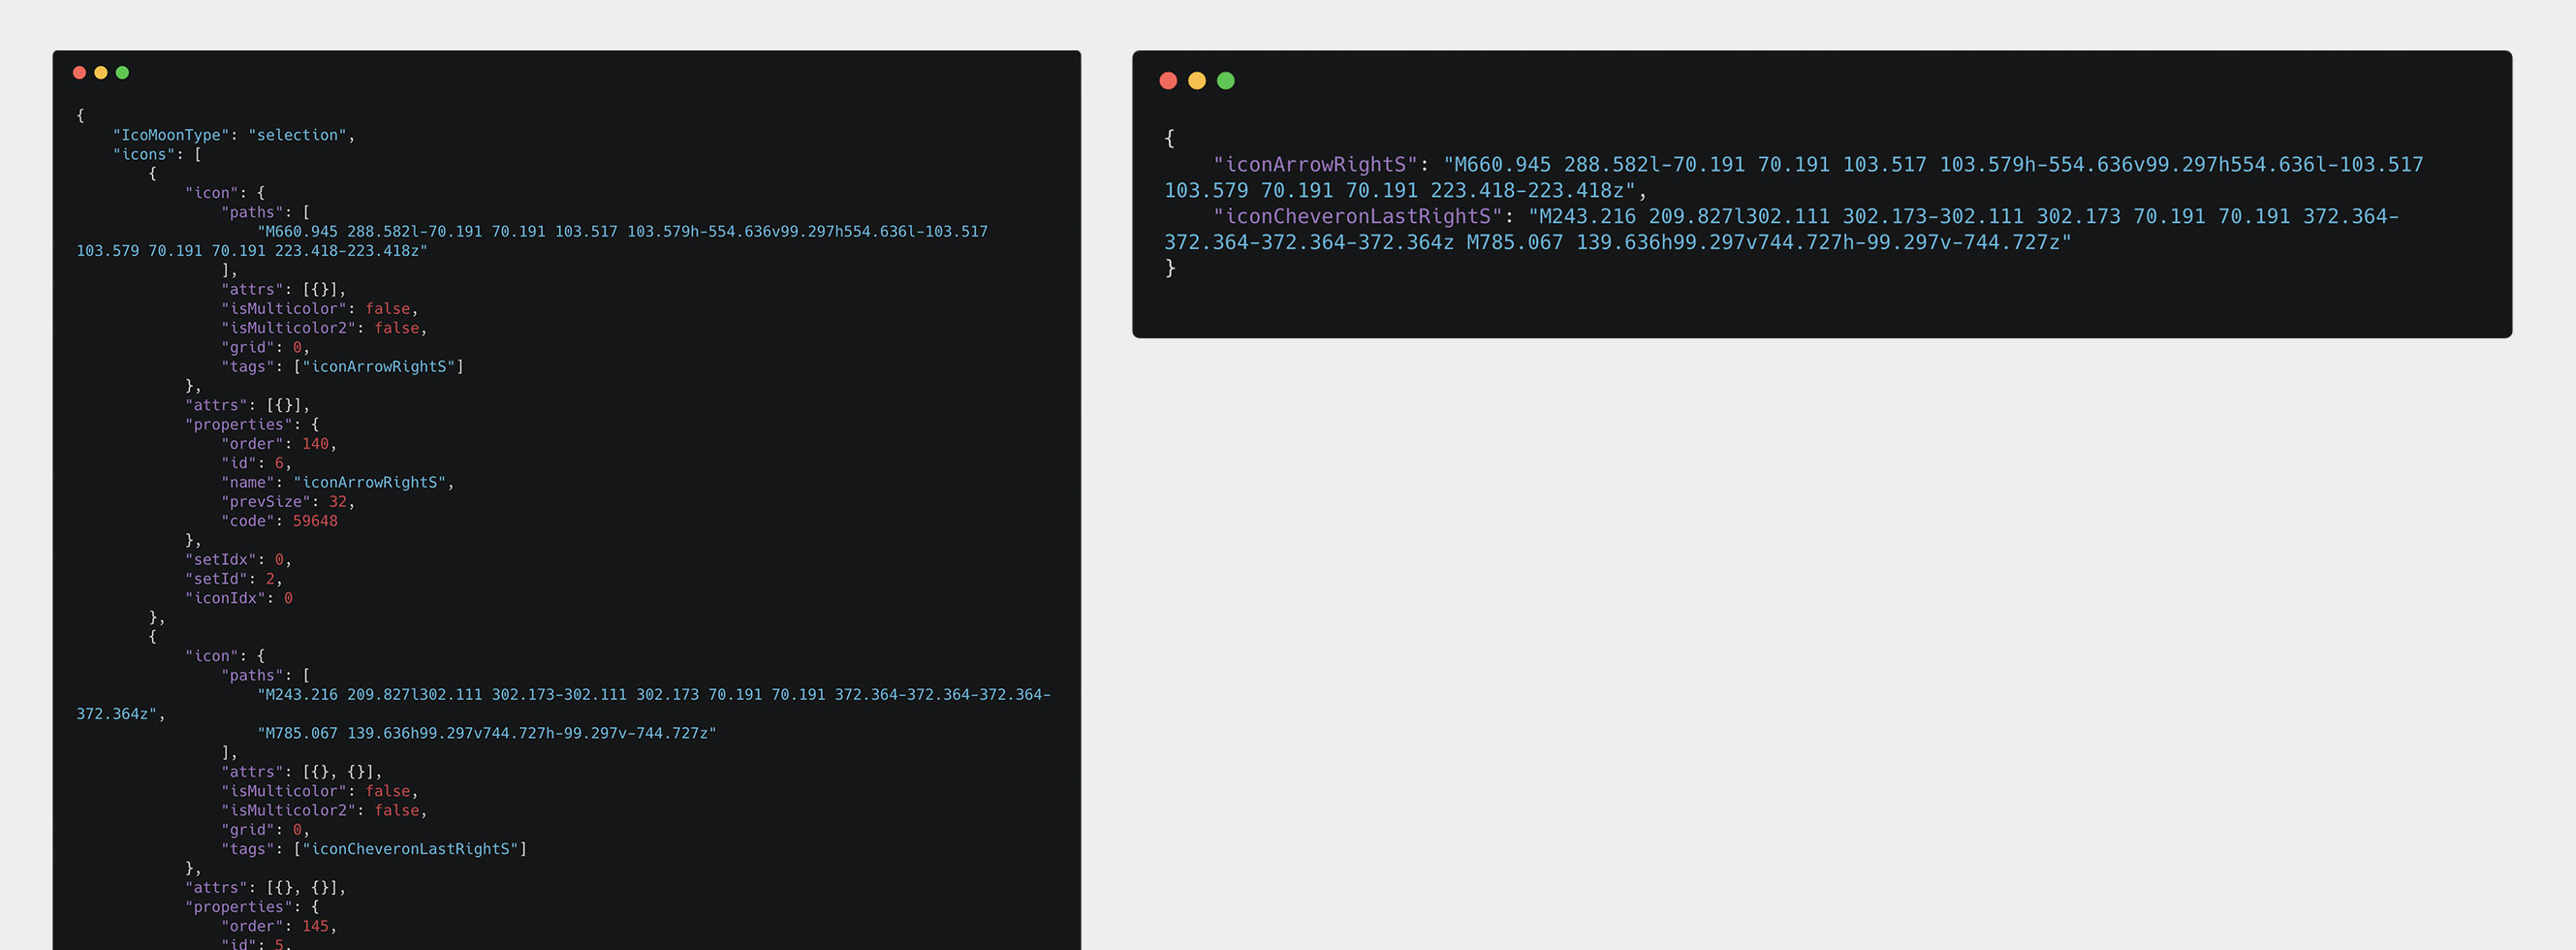 {
    "IcoMoonType": "selection",
    "icons": [
        {
            "icon": {
                "paths": [
                    "M660.945 288.582l-70.191 70.191 103.517 103.579h-554.636v99.297h554.636l-103.517
103.579 70.191 70.191 223.418-223.418z"
                ],
                "attrs": [{}],
                "isMulticolor": false,
                "isMulticolor2": false,
                "grid": 0,
                "tags": ["iconArrowRightS"]
            },
            "attrs": [{}],
            "properties": {
                "order": 140,
                "id": 6,
                "name": "iconArrowRightS",
                "prevSize": 32,
                "code": 59648
            },
            "setIdx": 0,
            "setId": 2,
            "iconIdx": 0
        },
        {
            "icon": {
                "paths": [
                    "M243.216 209.827l302.111 302.173-302.111 302.173 70.191 70.191 372.364-372.364-372.364-
372.364z",
                    "M785.067 139.636h99.297v744.727h-99.297v-744.727z"
                ],
                "attrs": [{}, {}],
                "isMulticolor": false,
                "isMulticolor2": false,
                "grid": 0,
                "tags": ["iconCheveronLastRightS"]
            },
            "attrs": [{}, {}],
            "properties": {
                "order": 145,
                "id": 5,
{
    "iconArrowRightS": "M660.945 288.582l-70.191 70.191 103.517 103.579h-554.636v99.297h554.636l-103.517
103.579 70.191 70.191 223.418-223.418z",
    "iconCheveronLastRightS": "M243.216 209.827l302.111 302.173-302.111 302.173 70.191 70.191 372.364-
372.364-372.364-372.364z M785.067 139.636h99.297v744.727h-99.297v-744.727z"
}